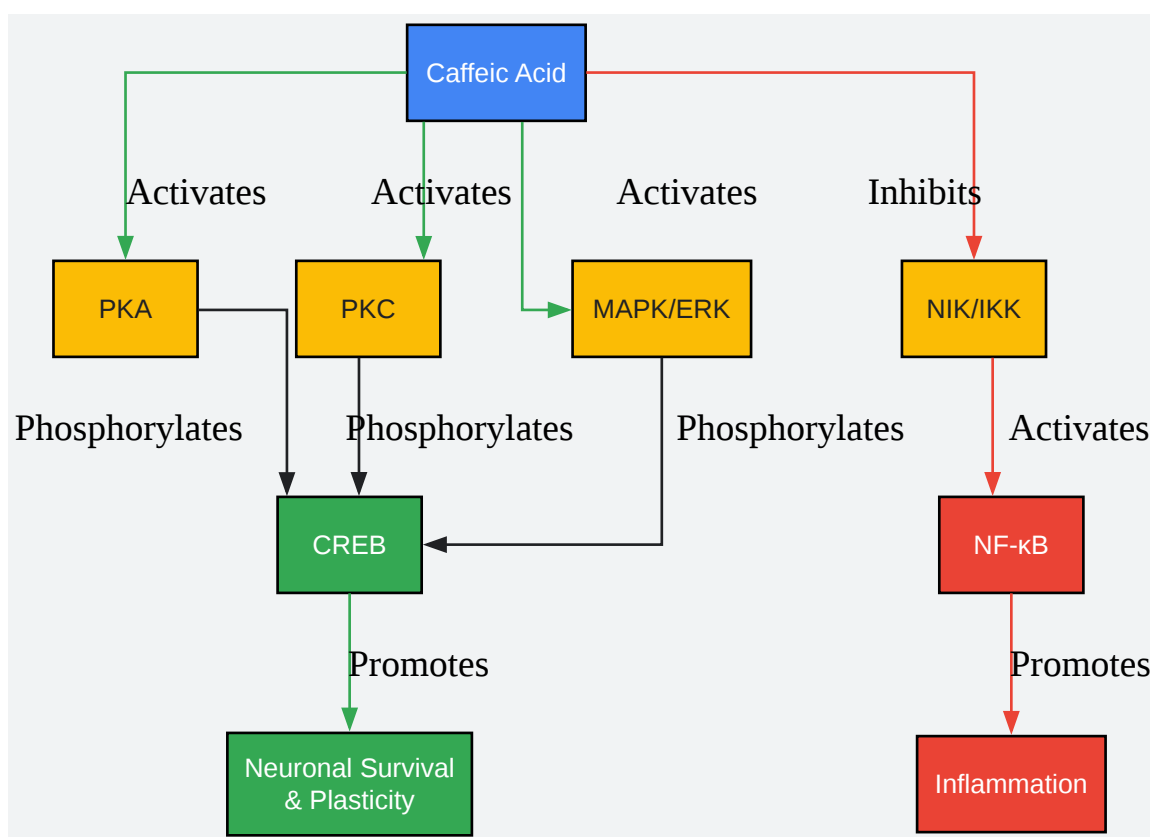 Caffeic Acid
Activates
Activates
Activates
Inhibits
PKA
PKC
MAPK/ERK
NIK/IKK
Phosphorylates
Phosphorylates
Phosphorylates
Activates
CREB
NF-κB
Promotes
Promotes
Neuronal Survival
& Plasticity
Inflammation